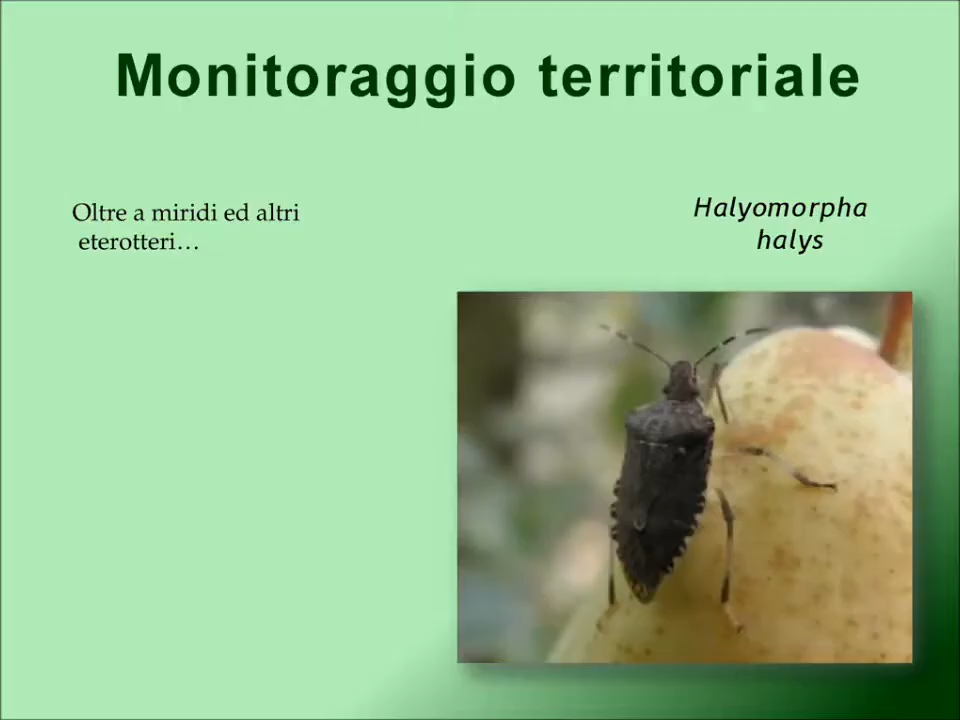 Monitoraggio territoriale
Oltre a miridi ed altri
eterotteri…
Halyomorpha
halys